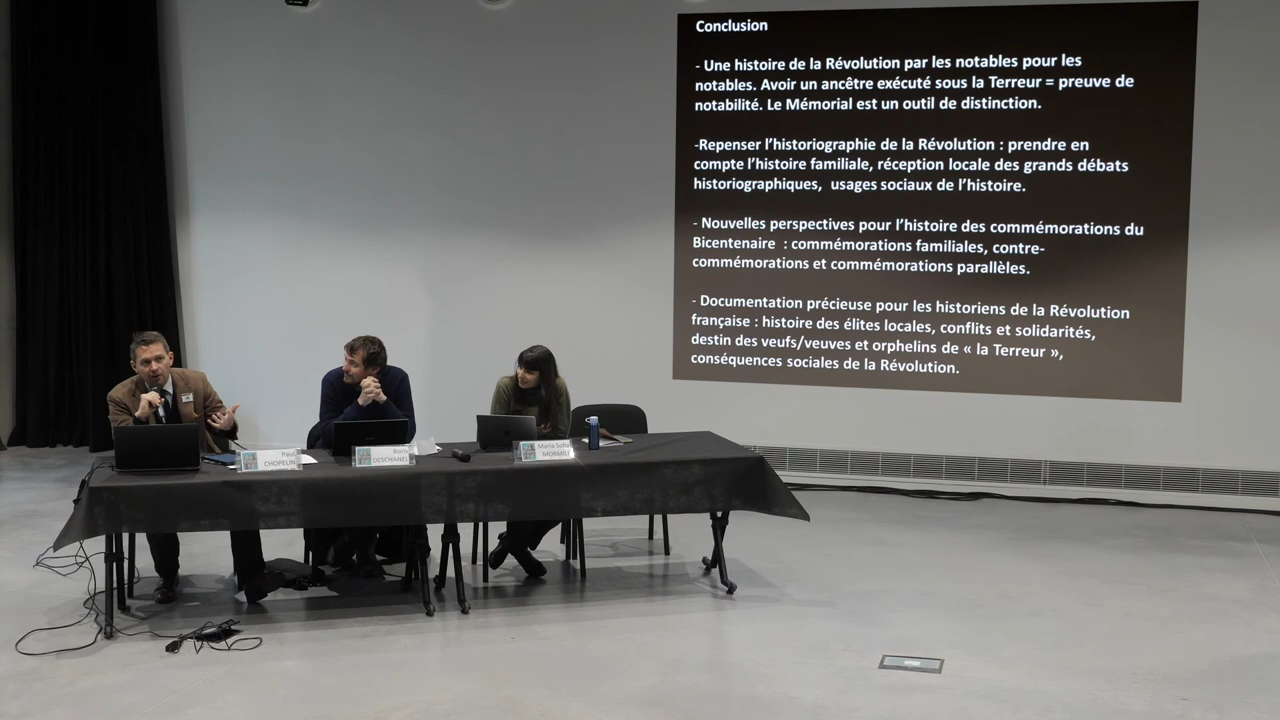 Conclusion
- Une histoire de la Révolution par les notables pour les
notables. Avoir un ancêtre exécuté sous la Terreur = preuve de
notabilité. Le Mémorial est un outil de distinction.
-Repenser l’historiographie de la Révolution : prendre en
compte l’histoire familiale, réception locale des grands débats
historiographiques, usages sociaux de l’histoire.
- Nouvelles perspectives pour l’histoire des commémorations du
Bicentenaire : commémorations familiales, contre-
commémorations et commémorations parallèles.
- Documentation précieuse pour les historiens de la Révolution
française : histoire des élites locales, conflits et solidarités,
destin des veufs/veuves et orphelins de « la Terreur »,
conséquences sociales de la Révolution.
Paul
CHOPELIN
Boris
DESCHANEL
Maria Sofia